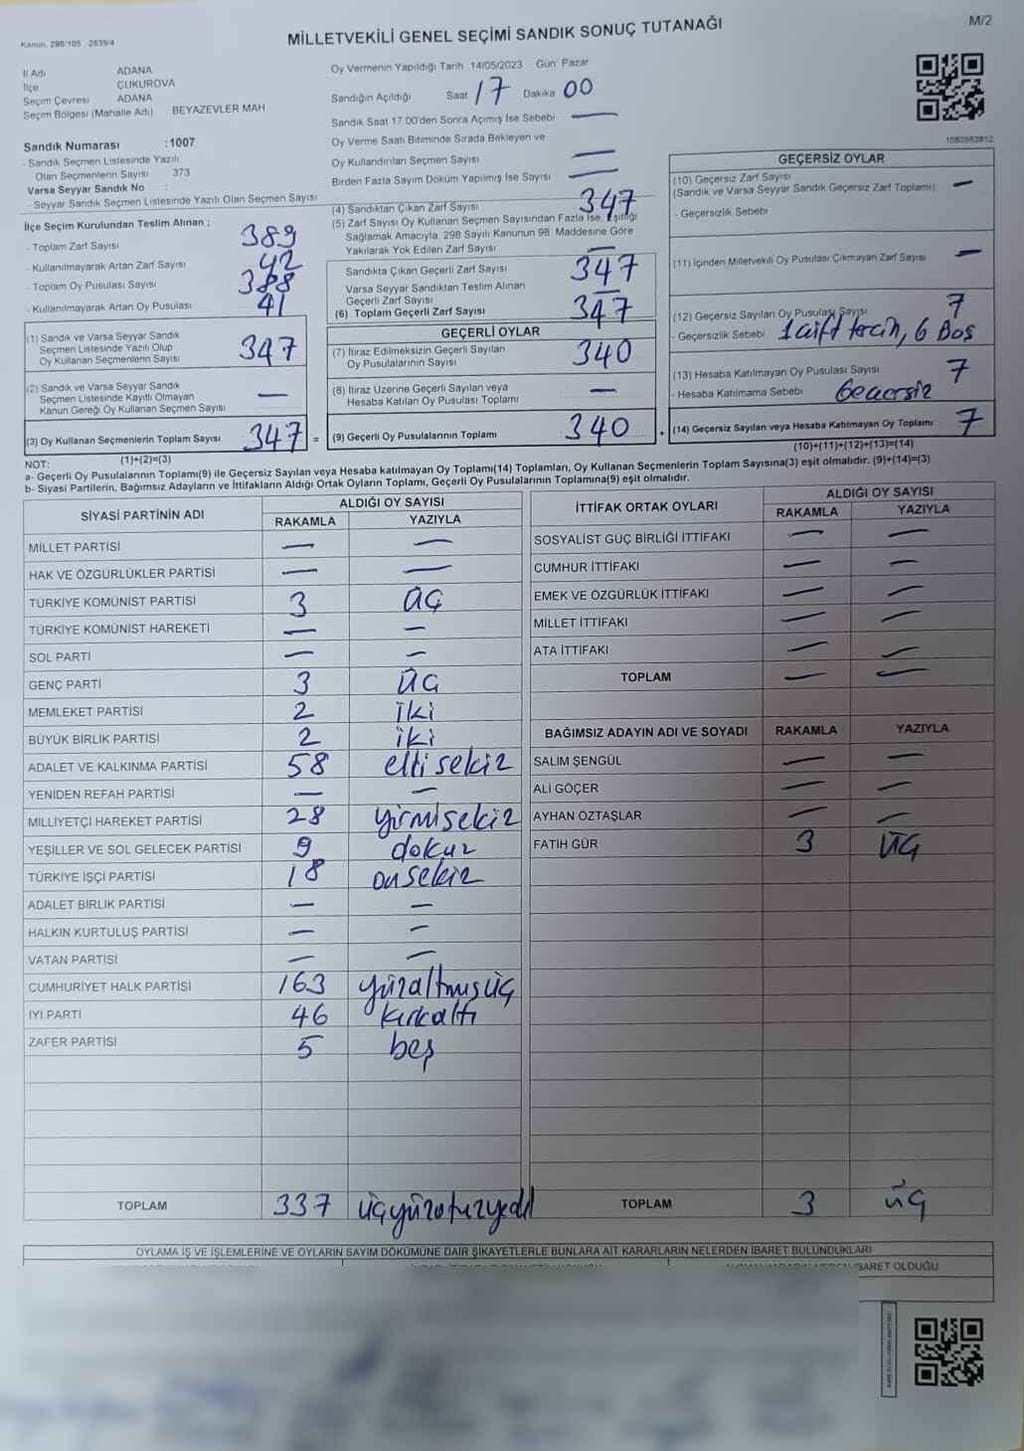 Kanun. 298/105 -2839/4
MİLLETVEKİLİ GENEL SEÇİMİ SANDIK SONUÇ TUTANAĞI
M/2
İl Adı ADANA
İlçe ÇUKUROVA
Seçim Çevresi ADANA
Seçim Bölgesi (Mahalle Adı) BEYAZEVLER MAH
Sandık Numarası :1007
- Sandık Seçmen Listesinde Yazılı
Olan Seçmenlerin Sayısı 373
Varsa Seyyar Sandık No :
- Seyyar Sandık Seçmen Listesinde Yazılı Olan Seçmen Sayısı
Oy Vermenin Yapıldığı Tarih :14/05/2023 Gün: Pazar
Sandığın Açıldığı Saat 17 Dakika 00
Sandık Saat 17:00'den Sonra Açımış İse Sebebi —
Oy Verme Saati Bitiminde Sırada Bekleyen ve
Oy Kullandırılan Seçmen Sayısı —
Birden Fazla Sayım Döküm Yapılmış İse Sayısı —
İlçe Seçim Kurulundan Teslim Alınan ;
- Toplam Zarf Sayısı 389
- Kullanılmayarak Artan Zarf Sayısı 42
- Toplam Oy Pusulası Sayısı 388
- Kullanılmayarak Artan Oy Pusulası 41
(1) Sandık ve Varsa Seyyar Sandık
Seçmen Listesinde Yazılı Olup
Oy Kullanan Seçmenlerin Sayısı 347
(2) Sandık ve Varsa Seyyar Sandık
Seçmen Listesinde Kayıtlı Olmayan
Kanun Gereği Oy Kullanan Seçmen Sayısı —
(3) Oy Kullanan Seçmenlerin Toplam Sayısı 347 =
(1)+(2)=(3)
(4) Sandıktan Çıkan Zarf Sayısı 347
(5) Zarf Sayısı Oy Kullanan Seçmen Sayısından Fazla İse, Eşitliği
Sağlamak Amacıyla, 298 Sayılı Kanunun 98. Maddesine Göre
Yakılarak Yok Edilen Zarf Sayısı —
Sandıkta Çıkan Geçerli Zarf Sayısı 347
Varsa Seyyar Sandıktan Teslim Alınan
Geçerli Zarf Sayısı —
(6) Toplam Geçerli Zarf Sayısı 347
GEÇERLİ OYLAR
(7) İtiraz Edilmeksizin Geçerli Sayılan
Oy Pusulalarının Sayısı 340
(8) İtiraz Üzerine Geçerli Sayılan veya
Hesaba Katılan Oy Pusulası Toplamı —
(9) Geçerli Oy Pusulalarının Toplamı 340 +
1080563812
GEÇERSİZ OYLAR
(10) Geçersiz Zarf Sayısı
(Sandık ve Varsa Seyyar Sandık Geçersiz Zarf Toplamı) —
- Geçersizlik Sebebi
(11) İçinden Milletvekili Oy Pusulası Çıkmayan Zarf Sayısı —
(12) Geçersiz Sayılan Oy Pusulası Sayısı 7
- Geçersizlik Sebebi 1 çift tercih, 6 Boş
(13) Hesaba Katılmayan Oy Pusulası Sayısı 7
- Hesaba Katılmama Sebebi Geçersiz
(14) Geçersiz Sayılan veya Hesaba Katılmayan Oy Toplamı 7
(10)+(11)+(12)+(13)=(14)
NOT:
a- Geçerli Oy Pusulalarının Toplamı(9) ile Geçersiz Sayılan veya Hesaba katılmayan Oy Toplamı(14) Toplamları, Oy Kullanan Seçmenlerin Toplam Sayısına(3) eşit olmalıdır. (9)+(14)=(3)
b- Siyasi Partilerin, Bağımsız Adayların ve İttifakların Aldığı Ortak Oyların Toplamı, Geçerli Oy Pusulalarının Toplamına(9) eşit olmalıdır.
SİYASİ PARTİNİN ADI ALDIĞI OY SAYISI
RAKAMLA YAZIYLA
MİLLET PARTİSİ — —
HAK VE ÖZGÜRLÜKLER PARTİSİ — —
TÜRKİYE KOMÜNİST PARTİSİ 3 üç
TÜRKİYE KOMÜNİST HAREKETİ — —
SOL PARTİ — —
GENÇ PARTİ 3 üç
MEMLEKET PARTİSİ 2 iki
BÜYÜK BİRLİK PARTİSİ 2 iki
ADALET VE KALKINMA PARTİSİ 58 elli sekiz
YENİDEN REFAH PARTİSİ — —
MİLLİYETÇİ HAREKET PARTİSİ 28 yirmisekiz
YEŞİLLER VE SOL GELECEK PARTİSİ 9 dokuz
TÜRKİYE İŞÇİ PARTİSİ 18 onsekiz
ADALET BİRLİK PARTİSİ — —
HALKIN KURTULUŞ PARTİSİ — —
VATAN PARTİSİ — —
CUMHURİYET HALK PARTİSİ 163 yüzaltmışüç
İYİ PARTİ 46 kırkaltı
ZAFER PARTİSİ 5 beş
TOPLAM 337 üçyüzotuzyedi
İTTİFAK ORTAK OYLARI ALDIĞI OY SAYISI
RAKAMLA YAZIYLA
SOSYALİST GÜÇ BİRLİĞİ İTTİFAKI — —
CUMHUR İTTİFAKI — —
EMEK VE ÖZGÜRLÜK İTTİFAKI — —
MİLLET İTTİFAKI — —
ATA İTTİFAKI — —
TOPLAM — —
BAĞIMSIZ ADAYIN ADI VE SOYADI RAKAMLA YAZIYLA
SALİM ŞENGÜL — —
ALİ GÖÇER — —
AYHAN ÖZTAŞLAR — —
FATİH GÜR 3 üç
TOPLAM 3 üç
OYLAMA İŞ VE İŞLEMLERİNE VE OYLARIN SAYIM DÖKÜMÜNE DAİR ŞİKAYETLERLE BUNLARA AİT KARARLARIN NELERDEN İBARET BULUNDUKLARI
İBARET OLDUĞU